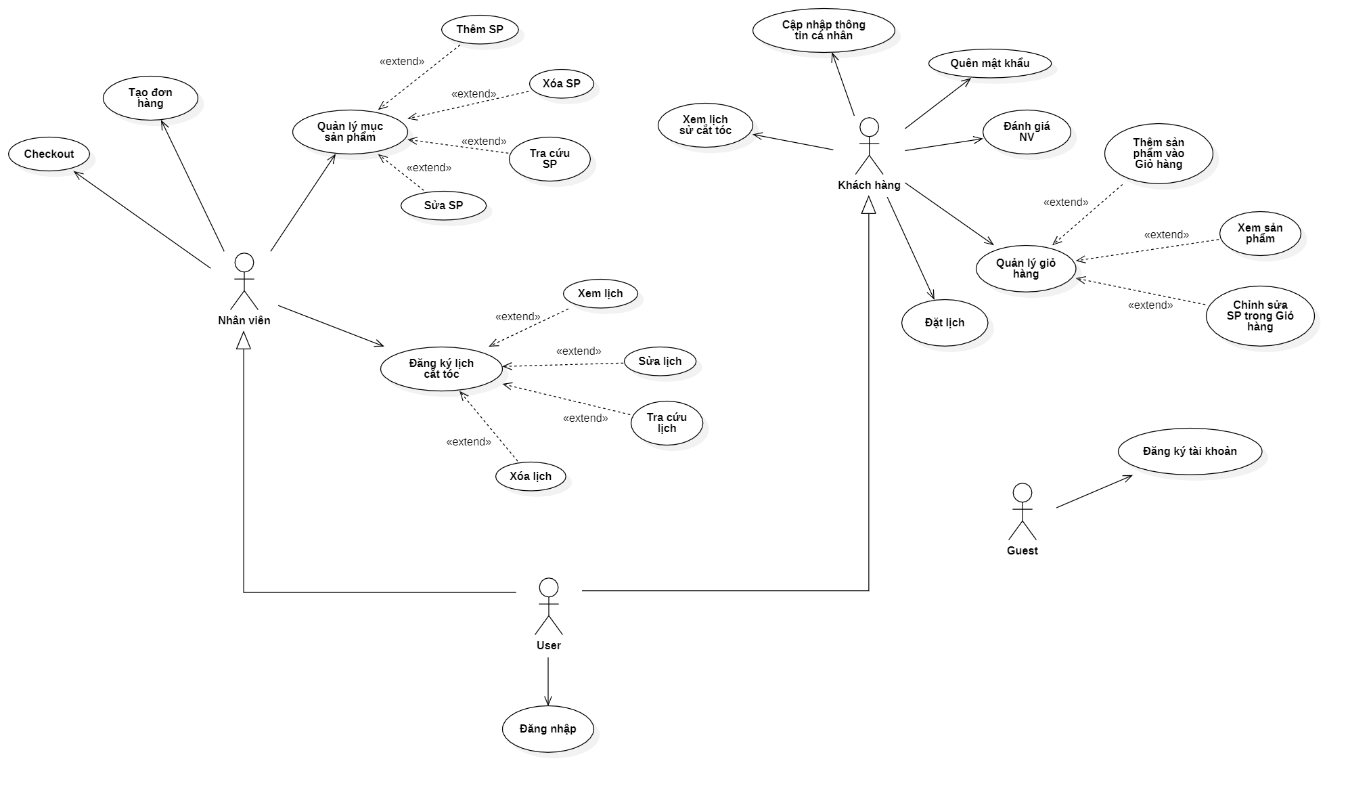 Thêm SP
«extend»
Xóa SP
«extend»
Tạo đơn
hàng
Quản lý mục
sản phẩm
«extend»
Tra cứu
SP
Checkout
«extend»
Sửa SP
Nhân viên
Xem lịch
«extend»
Đăng ký lịch
cắt tóc
«extend»
Sửa lịch
«extend»
Tra cứu
lịch
«extend»
Xóa lịch
Cập nhập thông
tin cá nhân
Quên mật khẩu
Xem lịch
sử cắt tóc
Đánh giá
NV
Khách hàng
Thêm sản
phẩm vào
Giỏ hàng
«extend»
Xem sản
phẩm
«extend»
Quản lý giỏ
hàng
«extend»
Chỉnh sửa
SP trong Giỏ
hàng
Đặt lịch
Đăng ký tài khoản
Guest
User
Đăng nhập